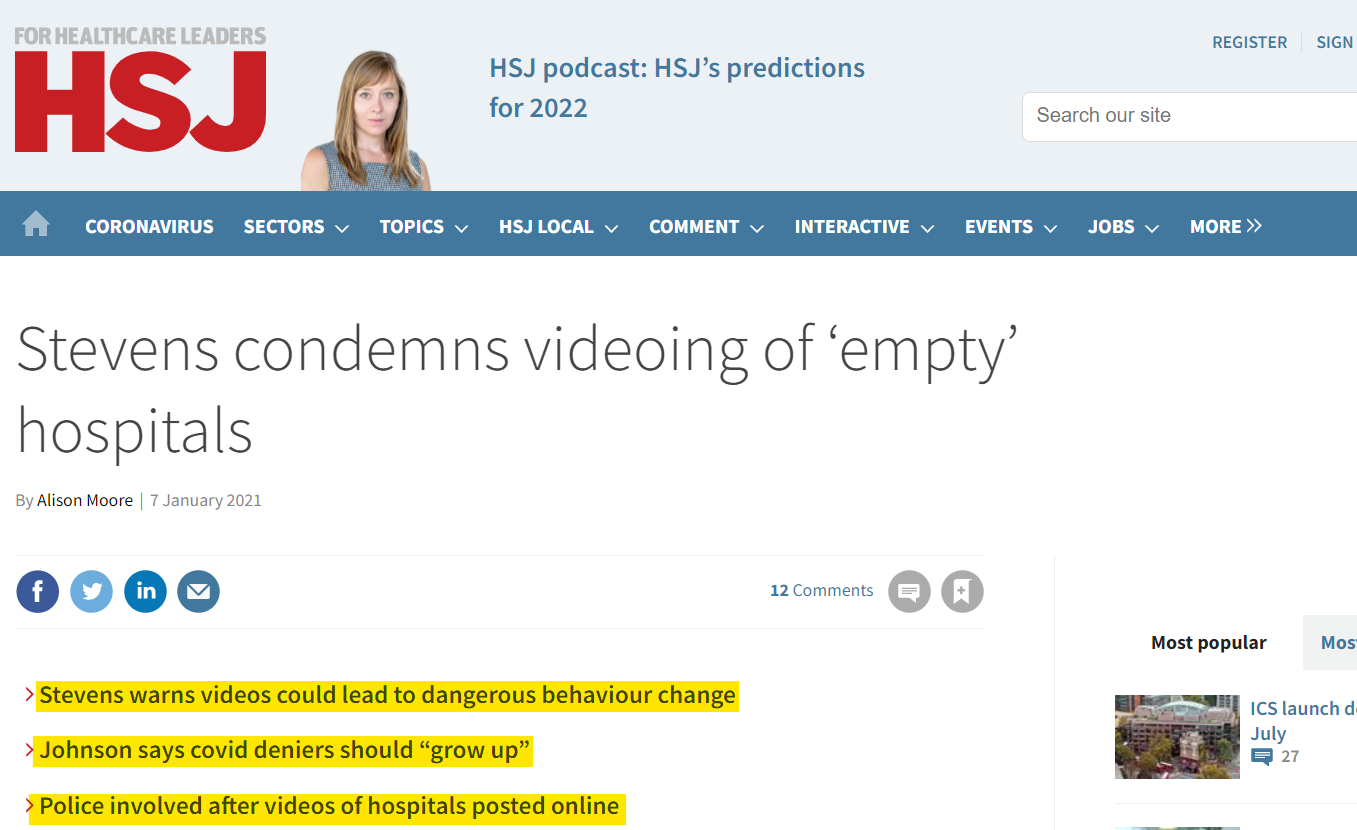 FOR HEALTHCARE LEADERS
HSJ
HSJ podcast: HSJ’s predictions
for 2022
REGISTER
SIGN
Search our site
CORONAVIRUS SECTORS TOPICS HSJ LOCAL COMMENT INTERACTIVE EVENTS JOBS MORE
Stevens condemns videoing of ‘empty’
hospitals
By Alison Moore | 7 January 2021
12 Comments
Stevens warns videos could lead to dangerous behaviour change
Johnson says covid deniers should “grow up”
Police involved after videos of hospitals posted online
Most popular
ICS launch
July
27